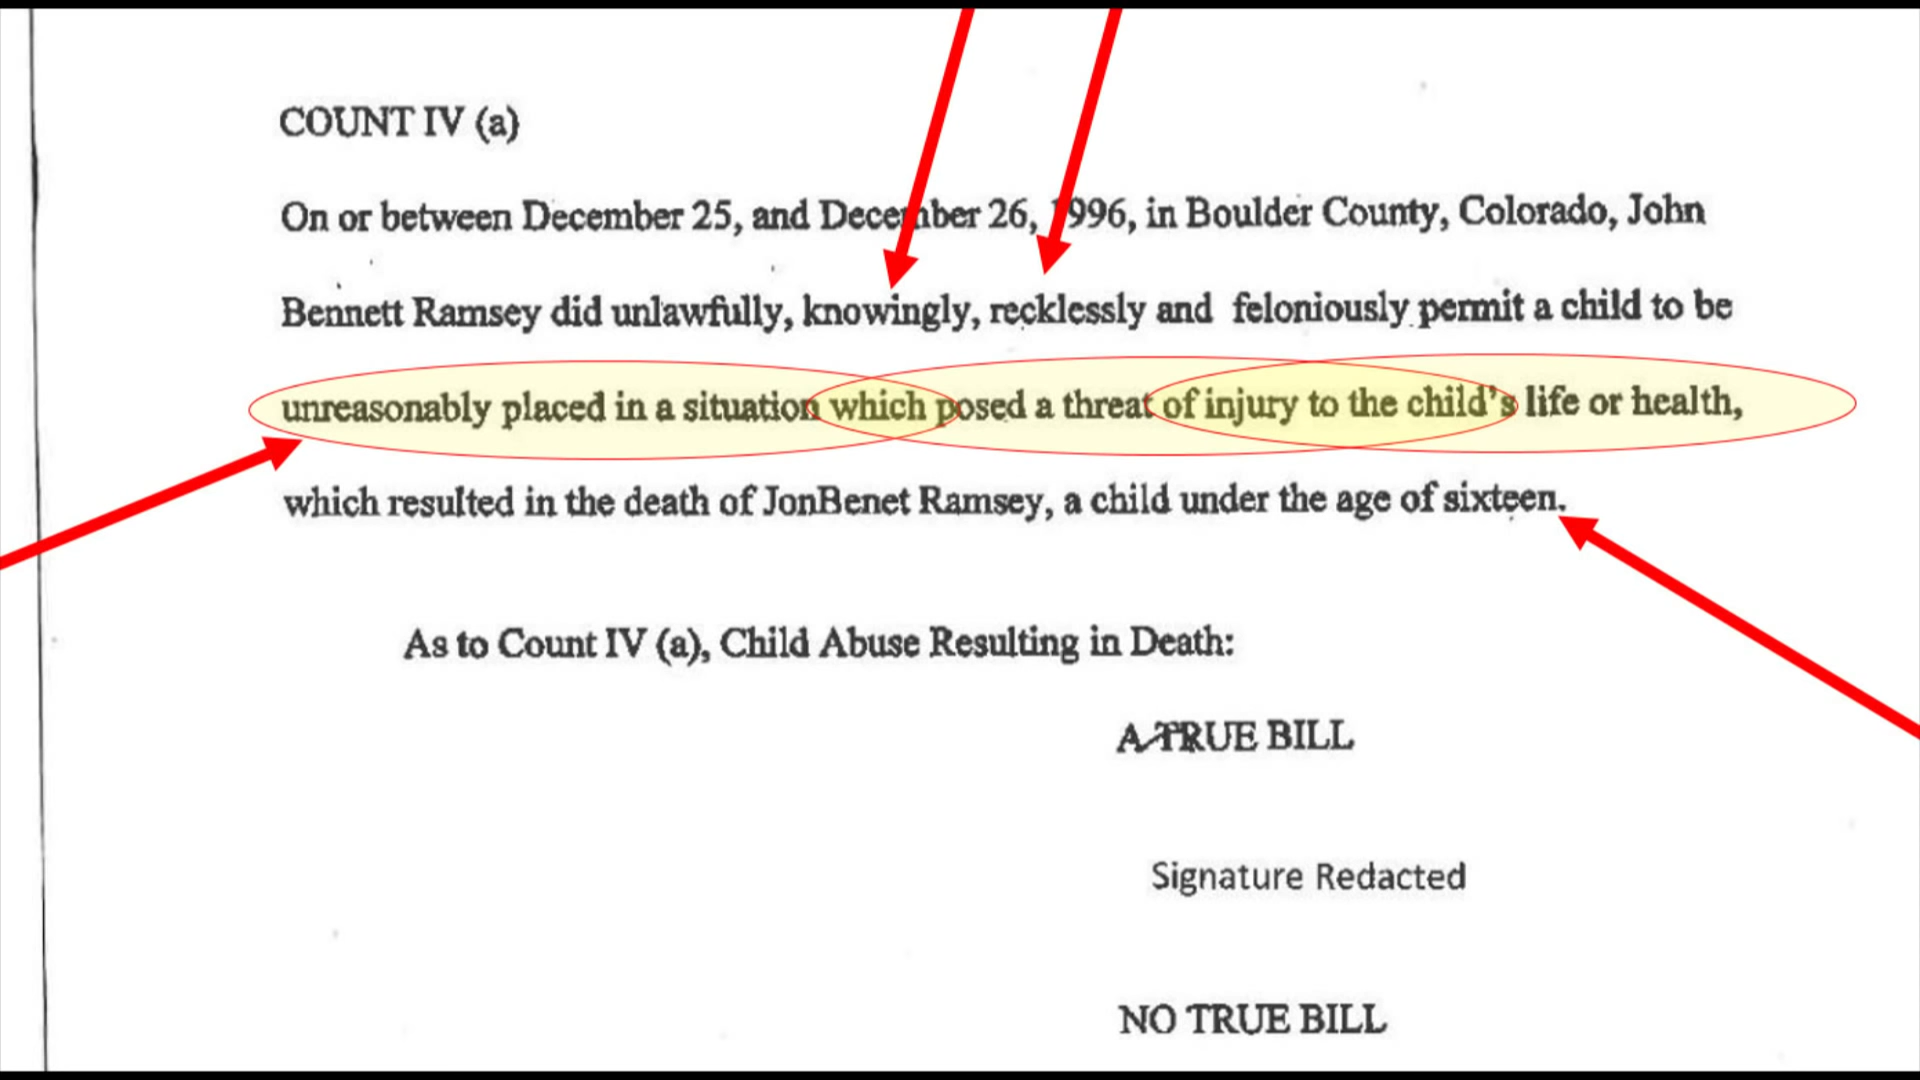 COUNT IV (a)
On or between December 25, and December 26, 1996, in Boulder County, Colorado, John
Bennett Ramsey did unlawfully, knowingly, recklessly and feloniously permit a child to be
unreasonably placed in a situation which posed a threat of injury to the child's life or health,
which resulted in the death of JonBenet Ramsey, a child under the age of sixteen.
As to Count IV (a), Child Abuse Resulting in Death:
A TRUE BILL
Signature Redacted
NO TRUE BILL